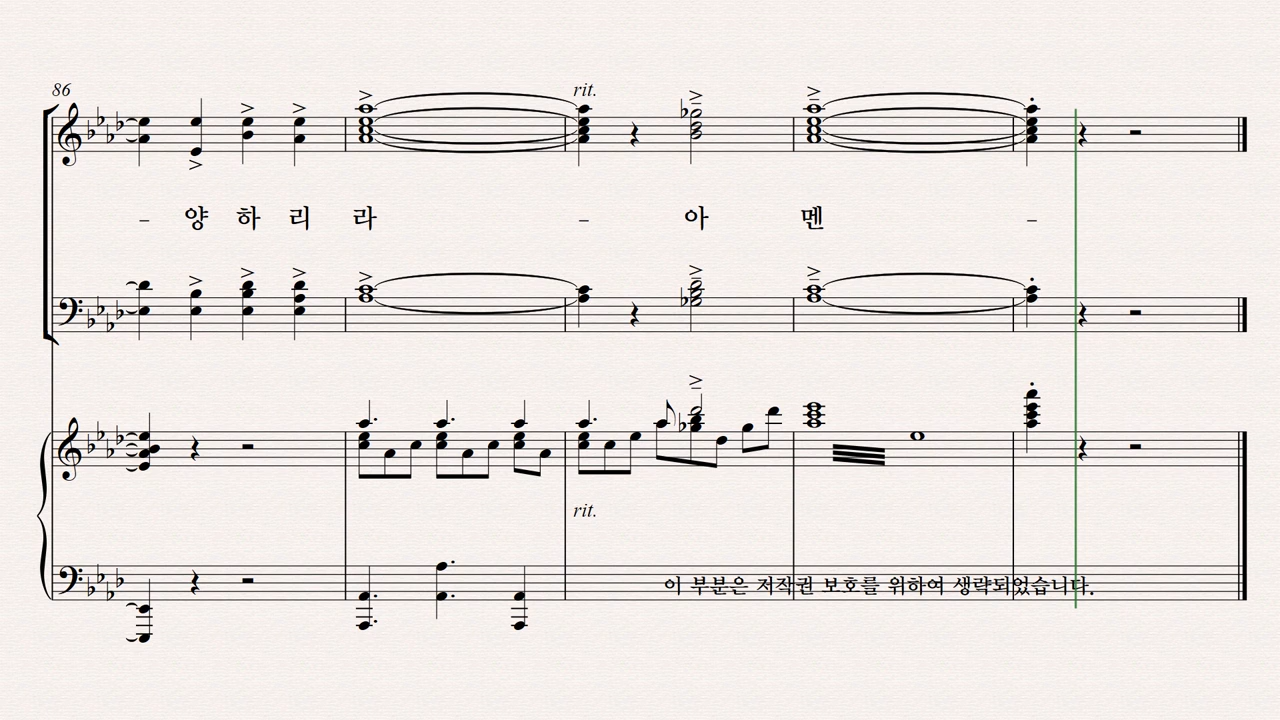 86
rit.
– 양 하 리 라 – 아 멘 –
rit.
이 부분은 저작권 보호를 위하여 생략되었습니다.